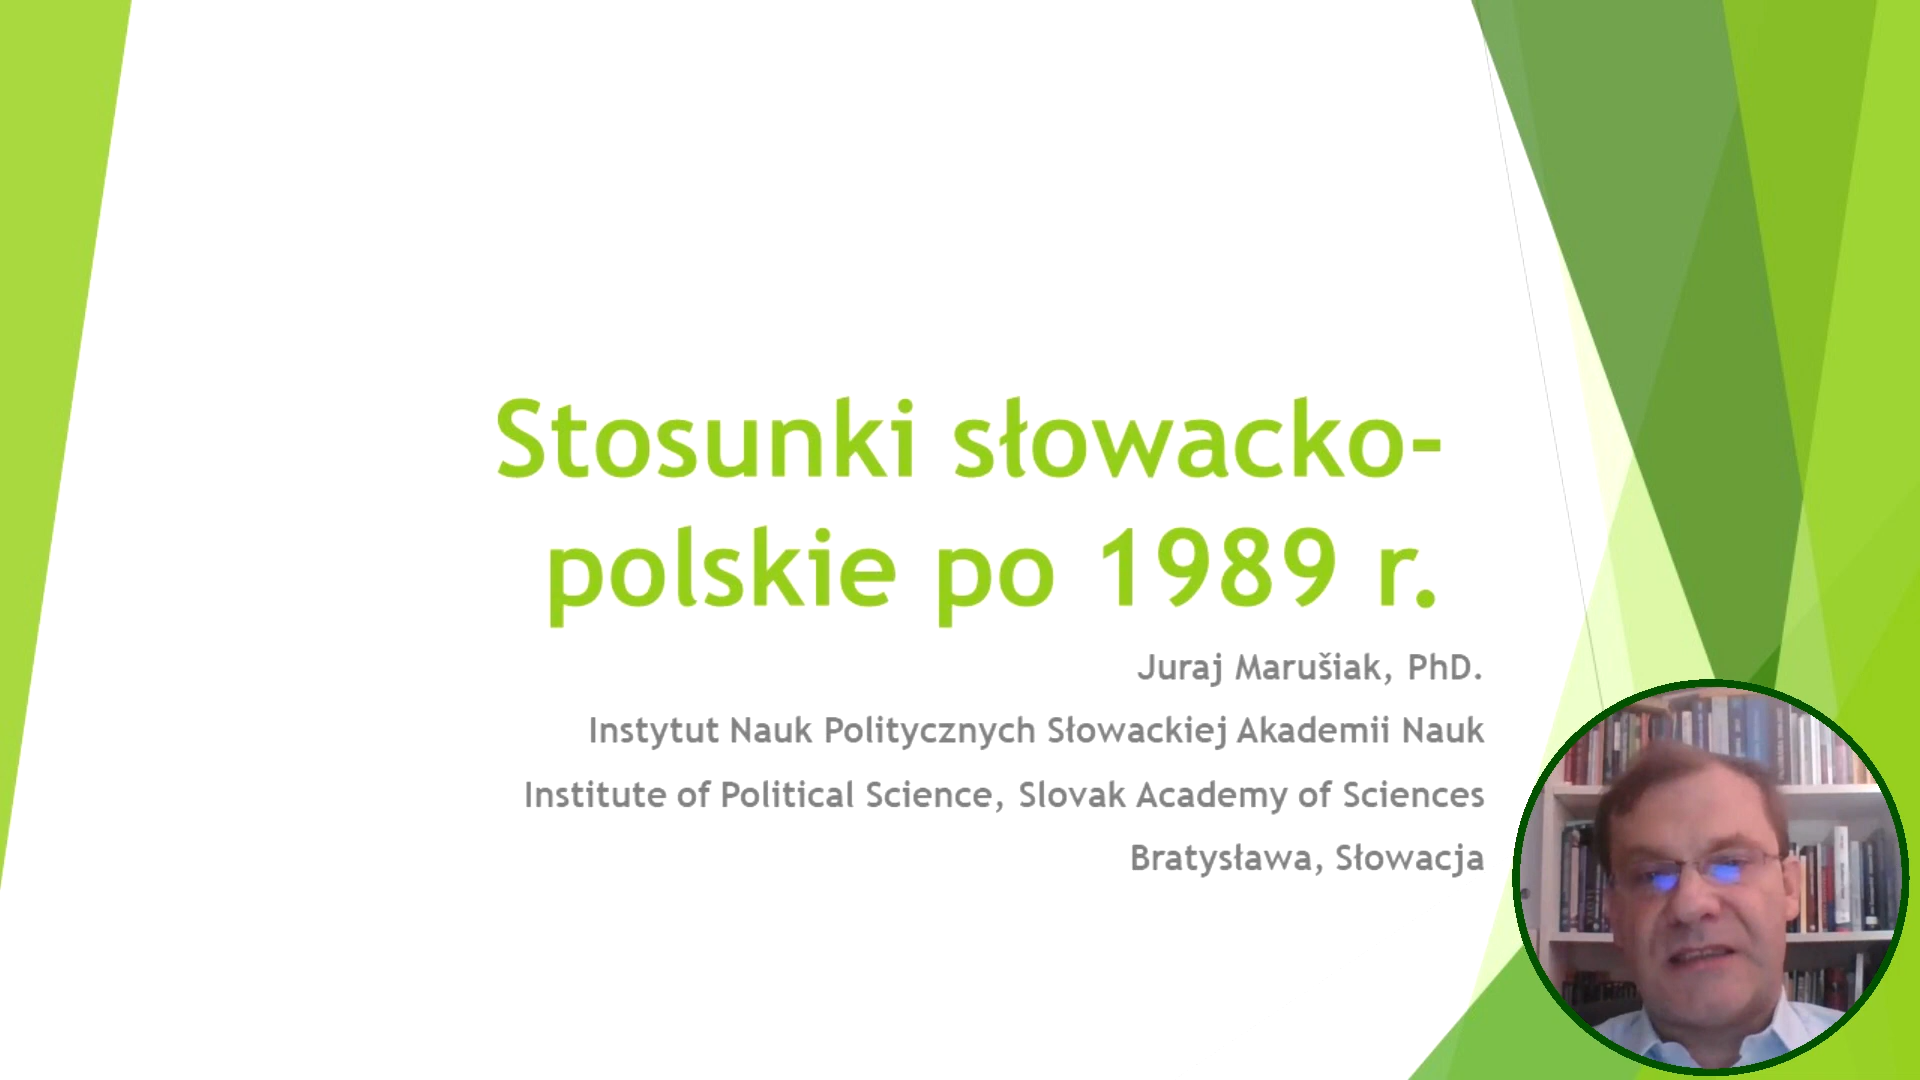 Stosunki słowacko-
polskie po 1989 r.
Juraj Marušiak, PhD.
Instytut Nauk Politycznych Słowackiej Akademii Nauk
Institute of Political Science, Slovak Academy of Sciences
Bratysława, Słowacja